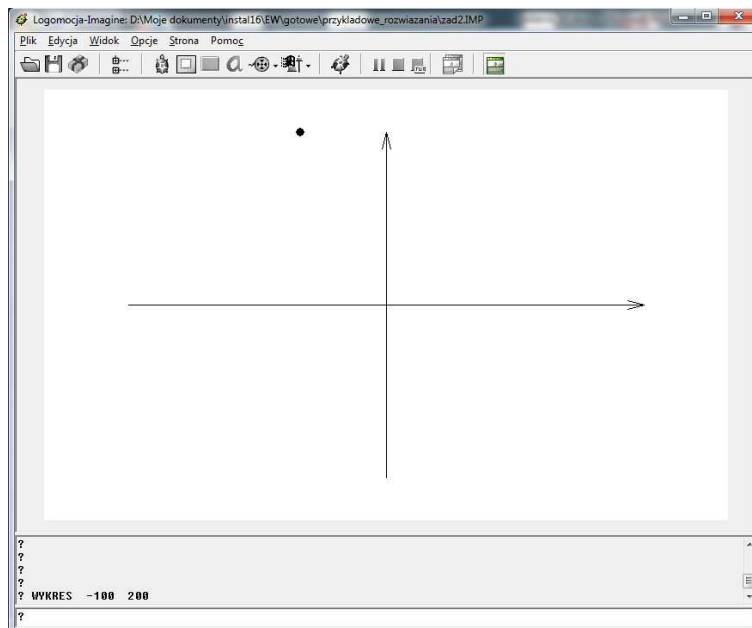 Logomocja-Imagine: D:\Moje dokumenty\instal16\EW\gotowe\przykladowe_rozwiazania\zad2.IMP
Plik Edycja Widok Opcje Strona Pomoc
?
?
?
?
? WYKRES -100 200
?